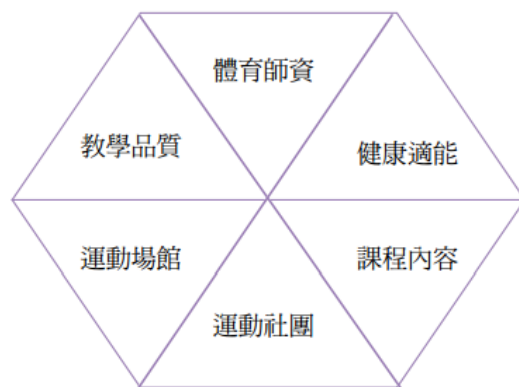 體育師資
教學品質
健康適能
運動場館
課程內容
運動社團